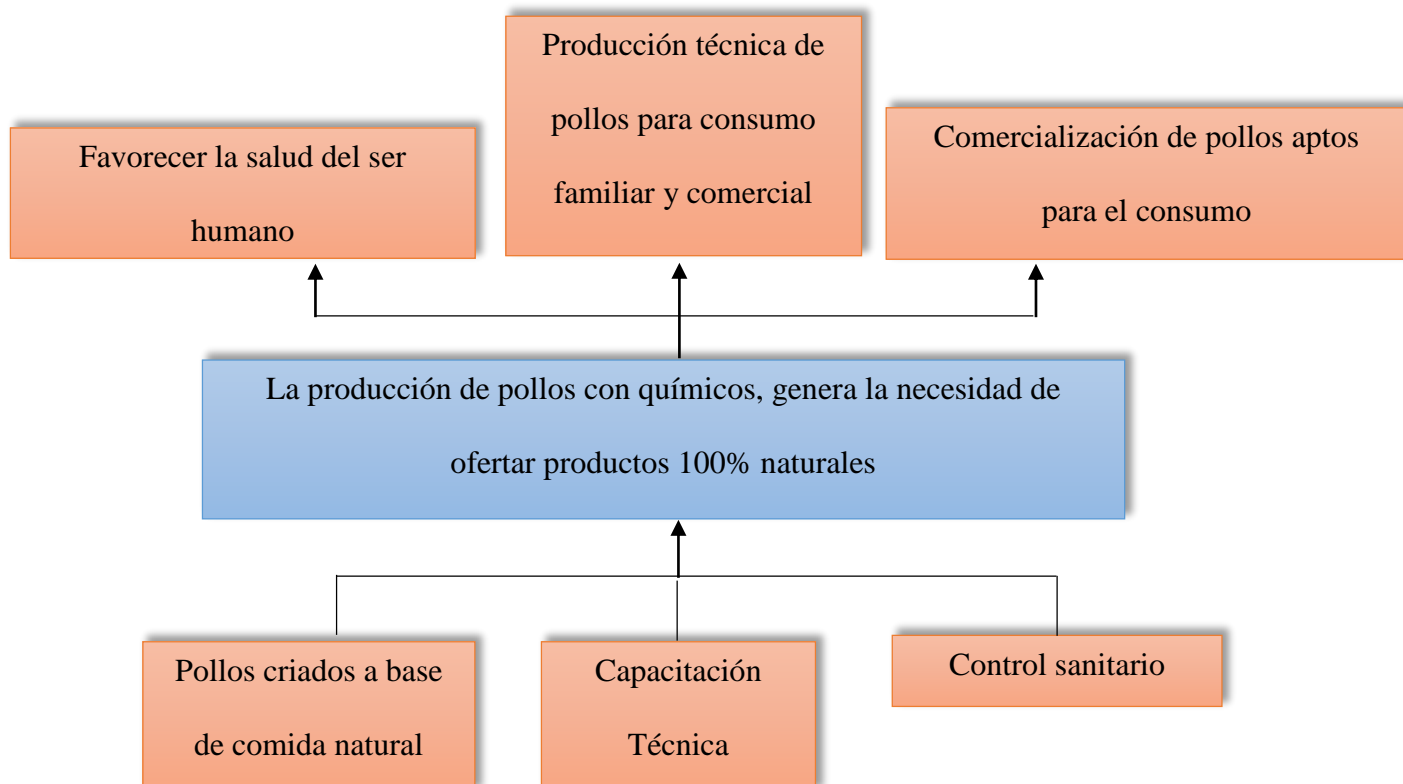 Favorecer la salud del ser
humano
Producción técnica de
pollos para consumo
familiar y comercial
Comercialización de pollos aptos
para el consumo
La producción de pollos con químicos, genera la necesidad de
ofertar productos 100% naturales
Pollos criados a base
de comida natural
Capacitación
Técnica
Control sanitario